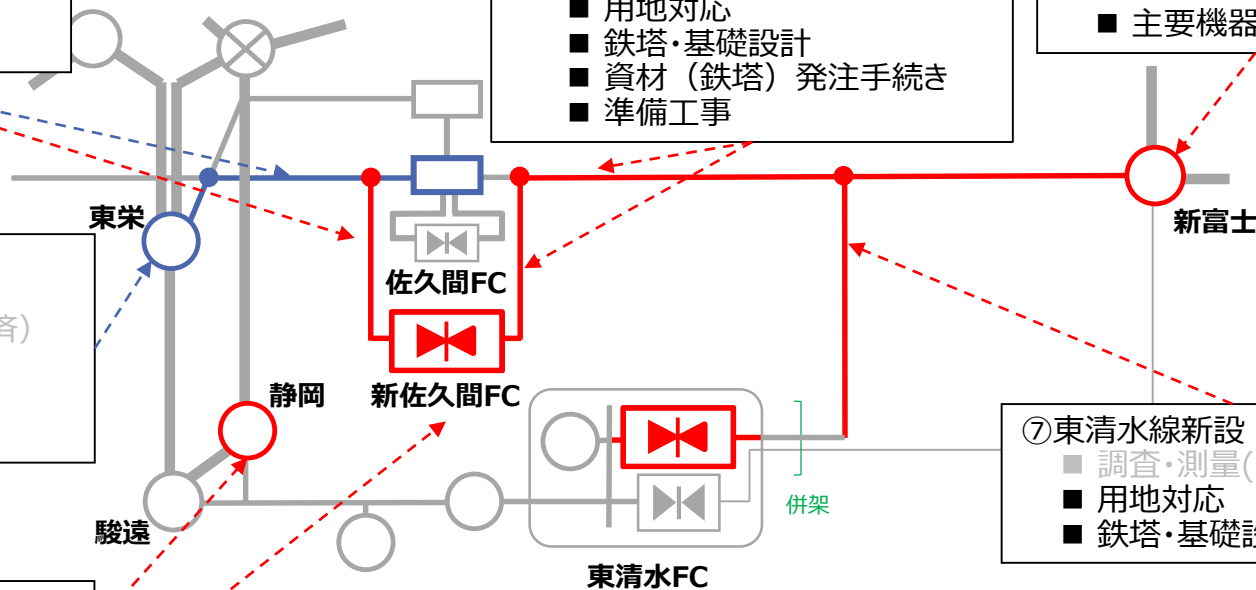 ■ 用地対応
■ 鉄塔・基礎設計
■ 資材（鉄塔）発注手続き
■ 準備工事
■ 主要機器
東栄
新富士
佐久間FC
静岡
新佐久間FC
⑦東清水線新設
■ 調査・測量(
■ 用地対応
■ 鉄塔・基礎設
併架
駿遠
東清水FC